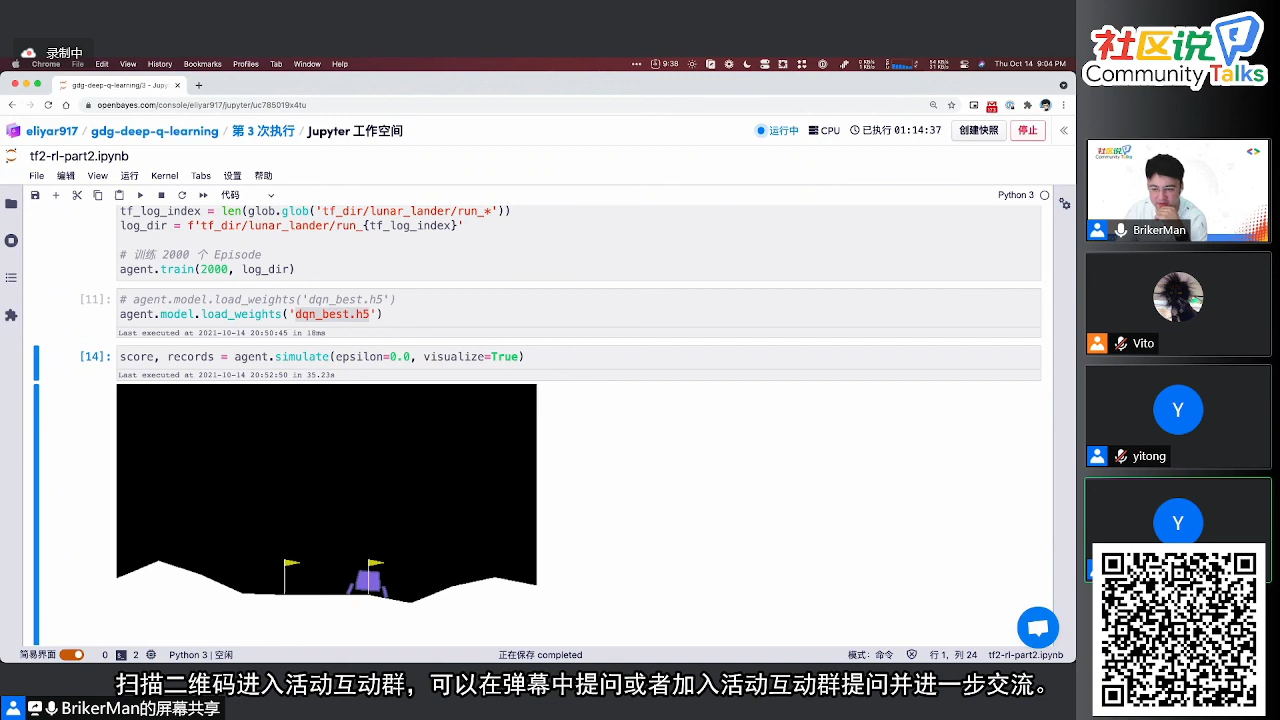 录制中
Chrome File Edit View History Bookmarks Profiles Tab Window Help
9:38
Thu Oct 14 9:04 PM
gdg-deep-q-learning/3 - Jupy
openbayes.com/console/eliyar917/jupyter/uc785019x4tu
eliyar917 / gdg-deep-q-learning / 第 3 次执行 / Jupyter 工作空间
运行中 CPU 已执行 01:14:37 创建快照 停止
tf2-rl-part2.ipynb
File 编辑 View 运行 Kernel Tabs 设置 帮助
代码 Python 3
tf_log_index = len(glob.glob('tf_dir/lunar_lander/run_*'))
log_dir = f'tf_dir/lunar_lander/run_{tf_log_index}'
# 训练 2000 个 Episode
agent.train(2000, log_dir)
[11]: # agent.model.load_weights('dqn_best.h5')
agent.model.load_weights('dqn_best.h5')
Last executed at 2021-10-14 20:50:45 in 18ms
[14]: score, records = agent.simulate(epsilon=0.0, visualize=True)
Last executed at 2021-10-14 20:52:50 in 35.23s
简易界面 0 2 Python 3 | 空闲 正在保存 completed 模式: 命令 行 1, 列 24 tf2-rl-part2.ipynb
扫描二维码进入活动互动群，可以在弹幕中提问或者加入活动互动群提问并进一步交流。
BrikerMan的屏幕共享
社区说
Community Talks
社区说
Community Talks
BrikerMan
Vito
Y
yitong
Y